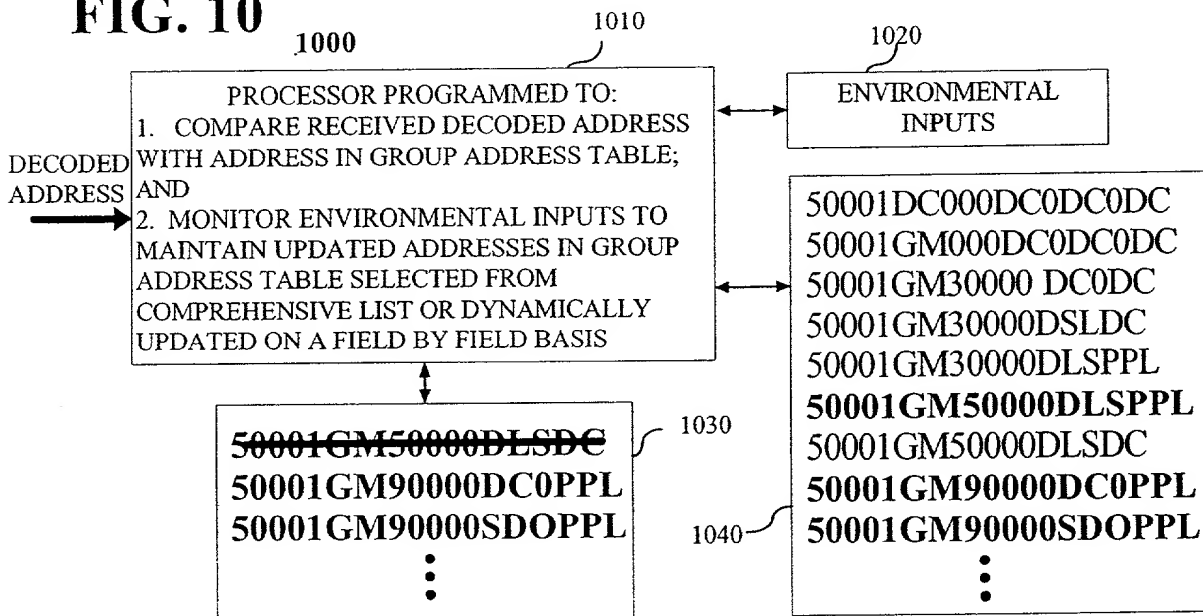 FIG. 10
1000
1010
1020
PROCESSOR PROGRAMMED TO:
1. COMPARE RECEIVED DECODED ADDRESS
WITH ADDRESS IN GROUP ADDRESS TABLE;
AND
2. MONITOR ENVIRONMENTAL INPUTS TO
MAINTAIN UPDATED ADDRESSES IN GROUP
ADDRESS TABLE SELECTED FROM
COMPREHENSIVE LIST OR DYNAMICALLY
UPDATED ON A FIELD BY FIELD BASIS
DECODED
ADDRESS
ENVIRONMENTAL
INPUTS
50001DC000DC0DC0DC
50001GM000DC0DC0DC
50001GM30000 DC0DC
50001GM30000DSLDC
50001GM30000DLSPPL
50001GM50000DLSPPL
50001GM50000DLSDC
50001GM90000DC0PPL
50001GM90000SDOPPL
1040
50001GM50000DLSDC
50001GM90000DC0PPL
50001GM90000SDOPPL
1030